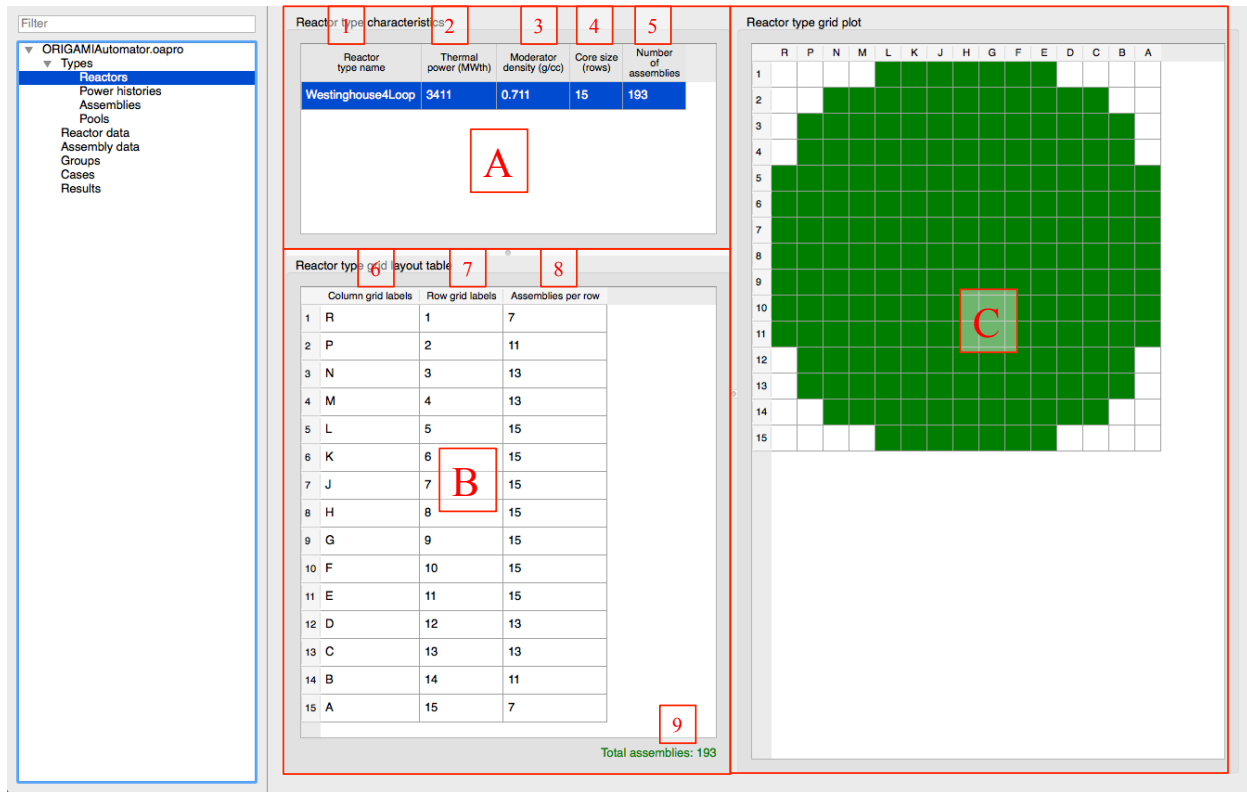 Filter
ORIGAMIAutomator.oapro
Types
Reactors
Power histories
Assemblies
Pools
Reactor data
Assembly data
Groups
Cases
Results
Reactor type characteristics
1 2 3 4 5
Reactor type name
Thermal power (MWth)
Moderator density (g/cc)
Core size (rows)
Number of assemblies
Westinghouse4Loop 3411 0.711 15 193
A
Reactor type grid layout table
6 7 8
Column grid labels Row grid labels Assemblies per row
1 R 1 7
2 P 2 11
3 N 3 13
4 M 4 13
5 L 5 15
6 K 6 15
7 J 7 15
8 H 8 15
9 G 9 15
10 F 10 15
11 E 11 15
12 D 12 13
13 C 13 13
14 B 14 11
15 A 15 7
B
9
Total assemblies: 193
Reactor type grid plot
R P N M L K J H G F E D C B A
1
2
3
4
5
6
7
8
9
10
11
12
13
14
15
C